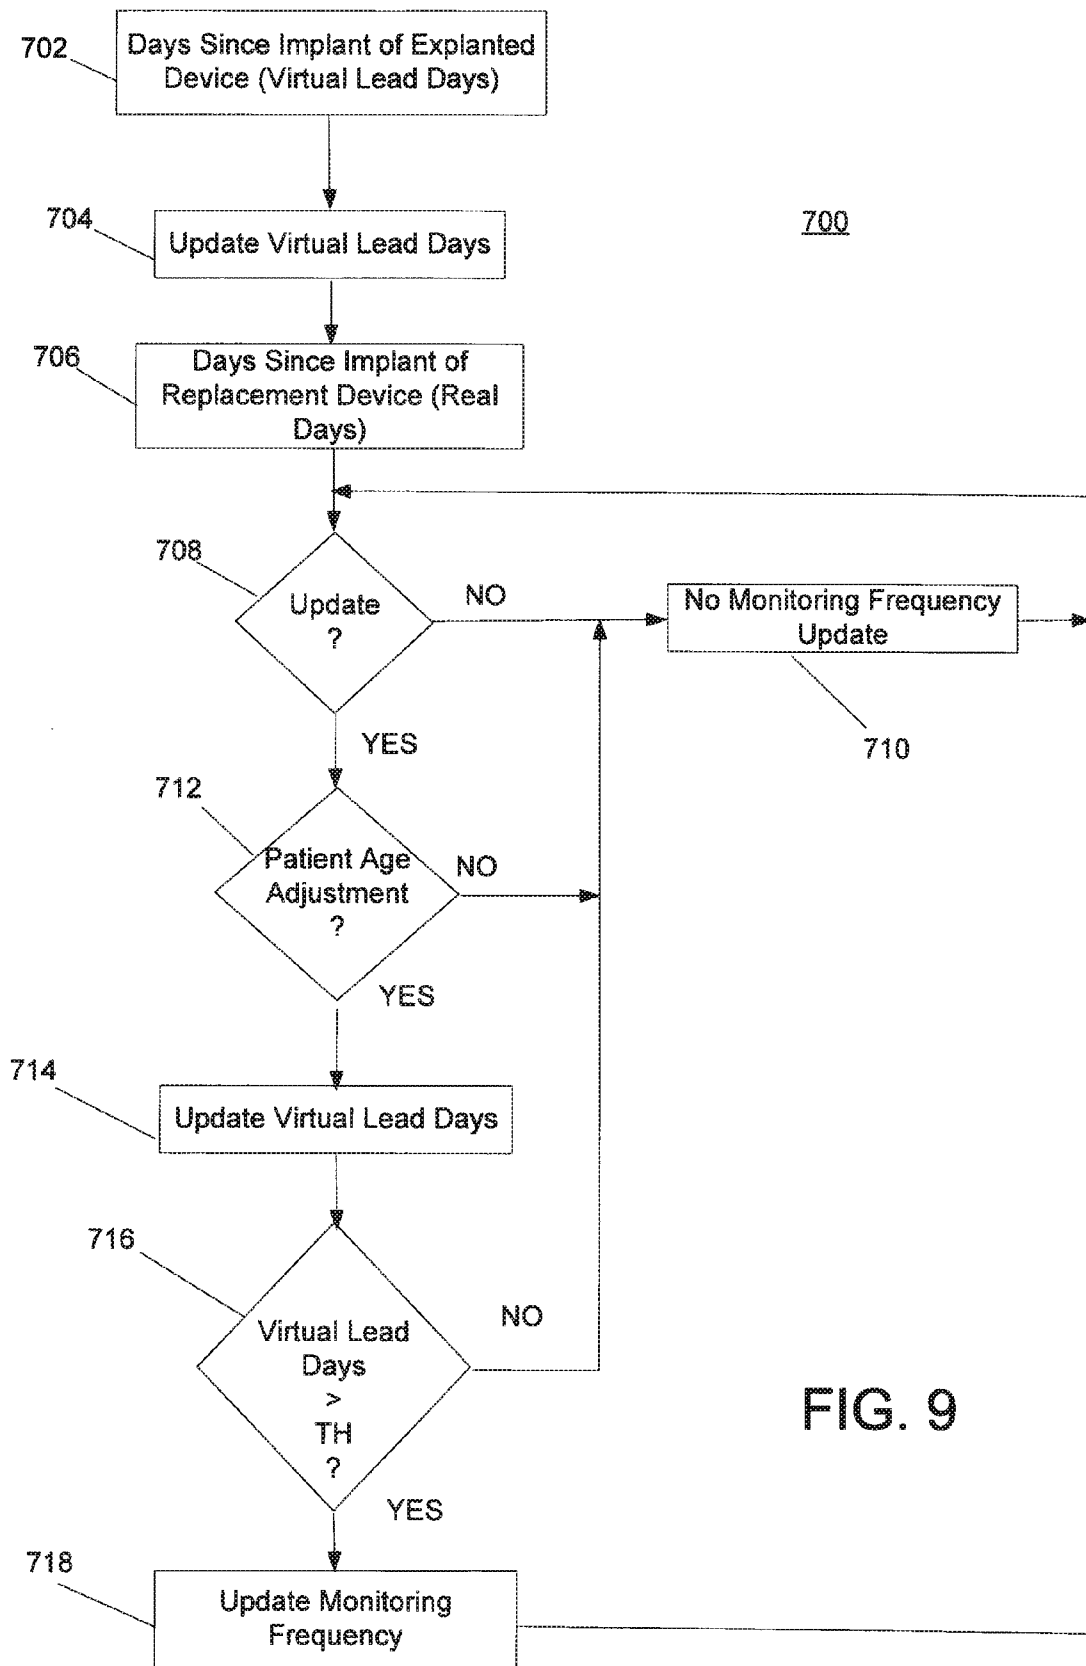 702
Days Since Implant of Explanted
Device (Virtual Lead Days)
704
Update Virtual Lead Days
700
706
Days Since Implant of
Replacement Device (Real
Days)
708
Update
?
NO
No Monitoring Frequency
Update
710
YES
712
Patient Age
Adjustment
?
NO
YES
714
Update Virtual Lead Days
716
Virtual Lead
Days
>
TH
?
NO
YES
FIG. 9
718
Update Monitoring
Frequency